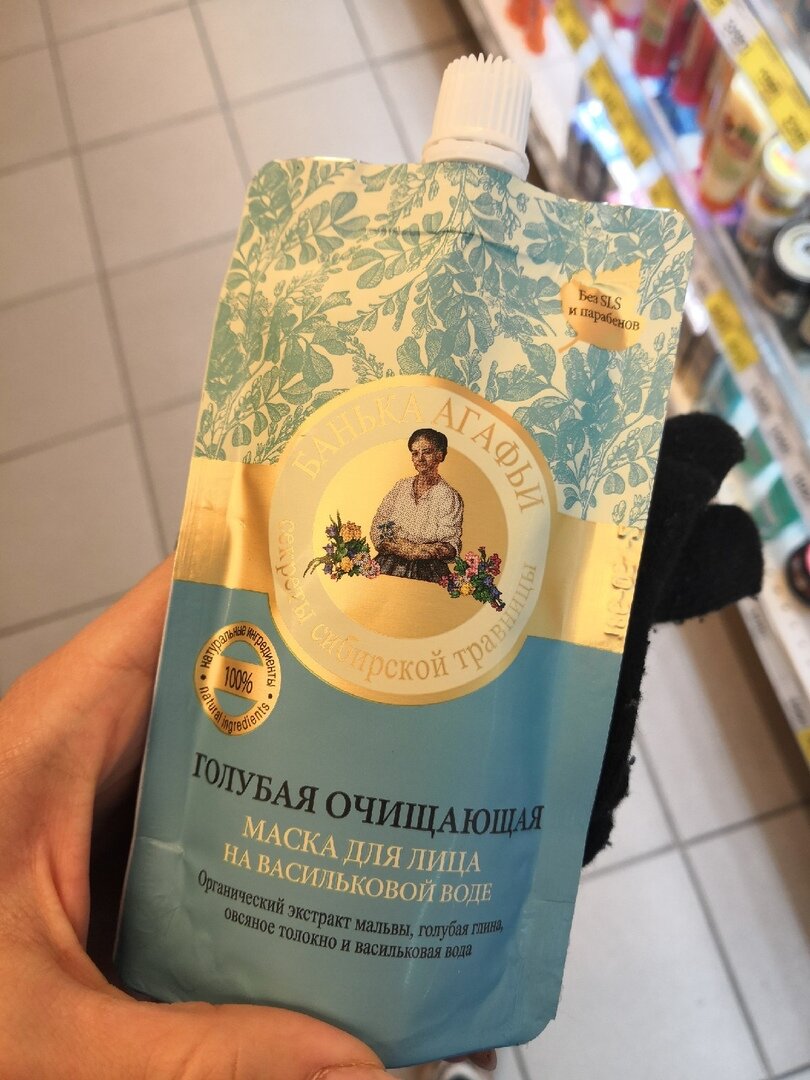 Без SLS
и парабенов
БАНЬКА АГАФЬИ
секреты сибирской травницы
натуральные ингредиенты
100%
natural ingredients
ГОЛУБАЯ ОЧИЩАЮЩАЯ
МАСКА ДЛЯ ЛИЦА
НА ВАСИЛЬКОВОЙ ВОДЕ
Органический экстракт мальвы, голубая глина,
овсяное толокно и васильковая вода